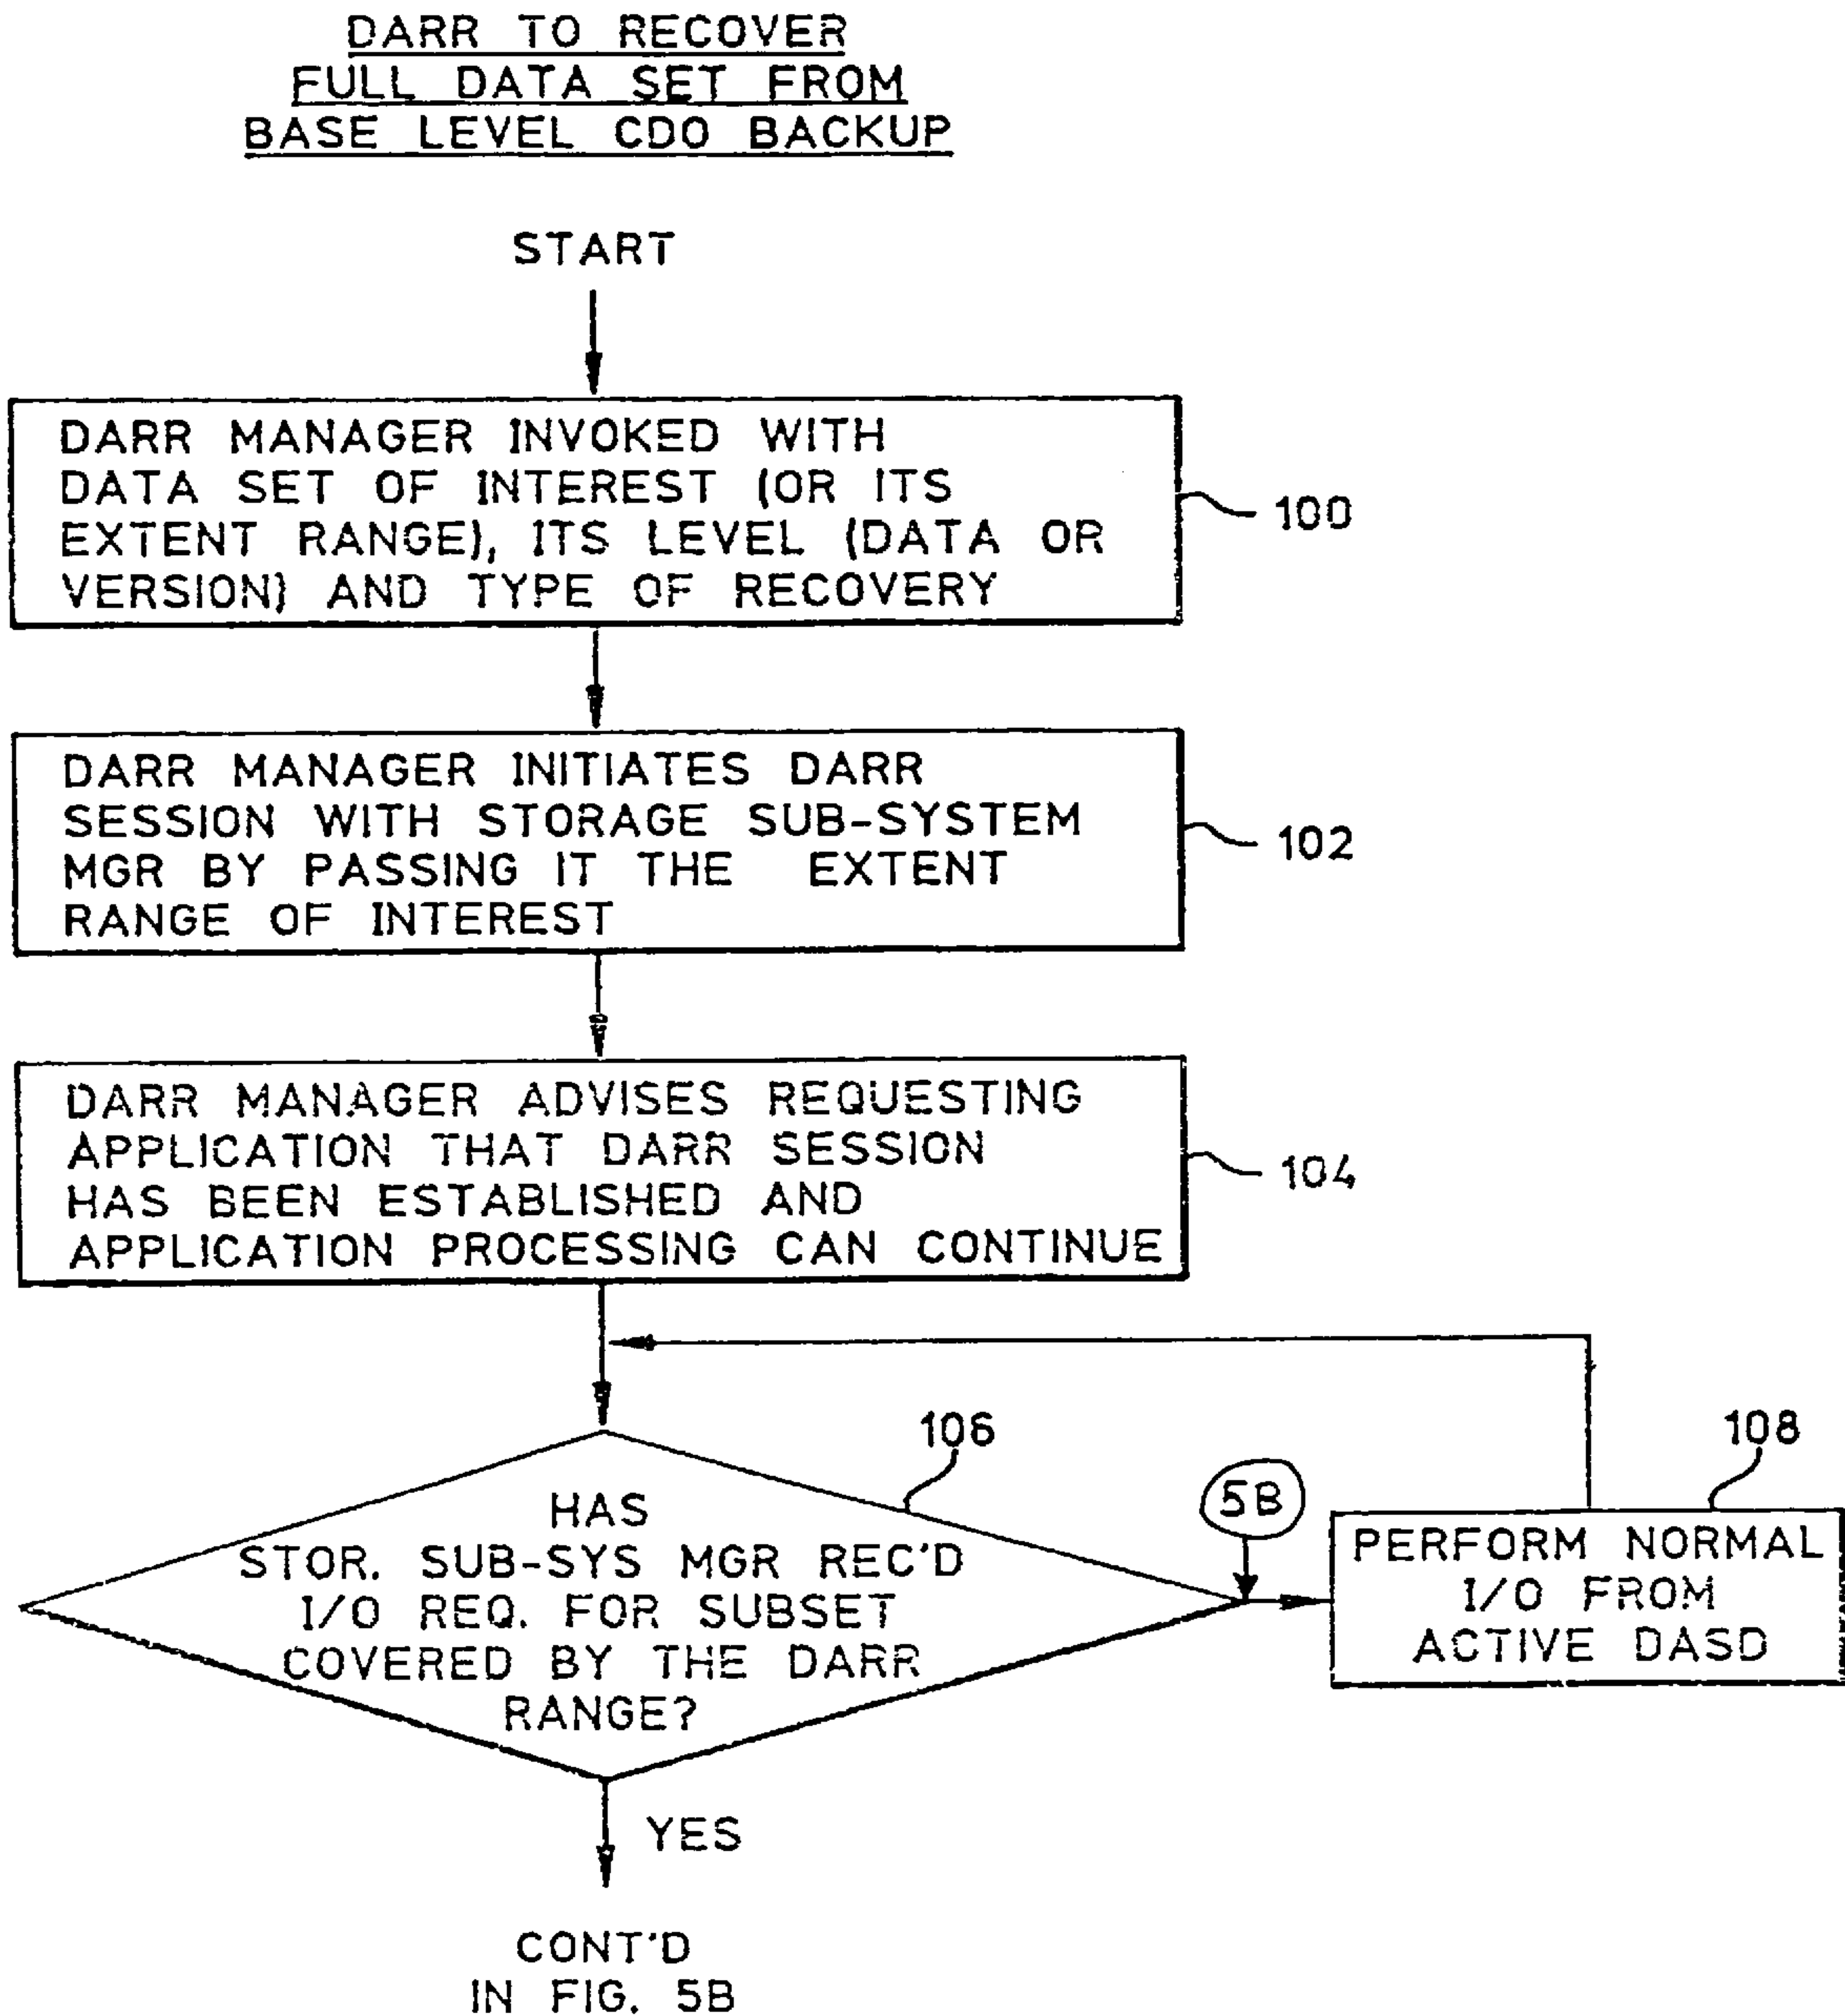 DARR TO RECOVER
FULL DATA SET FROM
BASE LEVEL CDO BACKUP
START
DARR MANAGER INVOKED WITH
DATA SET OF INTEREST (OR ITS
EXTENT RANGE), ITS LEVEL (DATA OR
VERSION) AND TYPE OF RECOVERY
100
DARR MANAGER INITIATES DARR
SESSION WITH STORAGE SUB-SYSTEM
MGR BY PASSING IT THE EXTENT
RANGE OF INTEREST
102
DARR MANAGER ADVISES REQUESTING
APPLICATION THAT DARR SESSION
HAS BEEN ESTABLISHED AND
APPLICATION PROCESSING CAN CONTINUE
104
106
HAS
STOR. SUB-SYS MGR REC'D
I/O REQ. FOR SUBSET
COVERED BY THE DARR
RANGE?
5B
108
PERFORM NORMAL
I/O FROM
ACTIVE DASD
YES
CONT'D
IN FIG. 5B